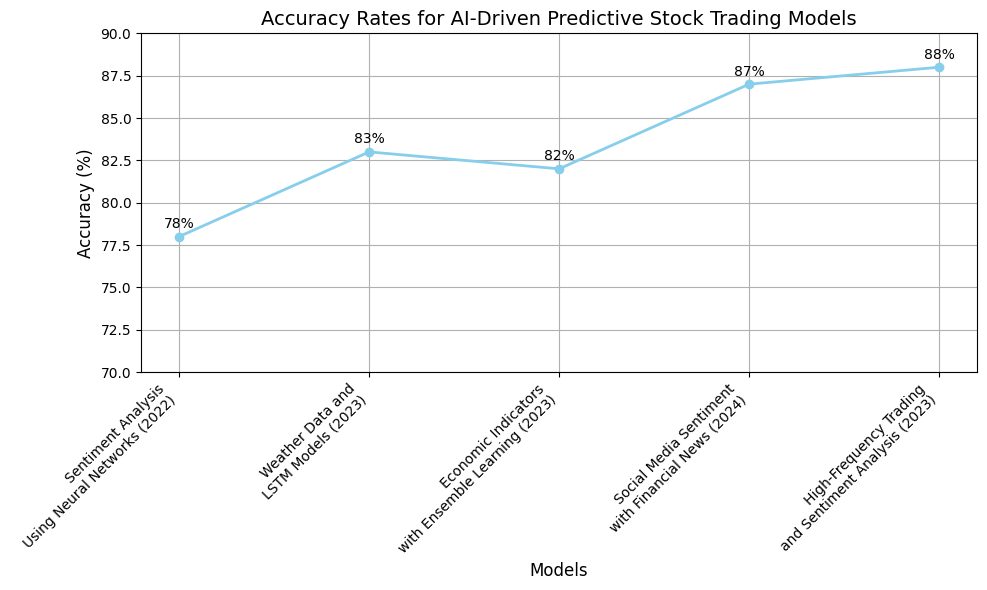 Accuracy Rates for AI-Driven Predictive Stock Trading Models
Accuracy (%)
90.0
87.5
85.0
82.5
80.0
77.5
75.0
72.5
70.0
78%
83%
82%
87%
88%
Sentiment Analysis
Using Neural Networks (2022)
Weather Data and
LSTM Models (2023)
Economic Indicators
with Ensemble Learning (2023)
Social Media Sentiment
with Financial News (2024)
High-Frequency Trading
and Sentiment Analysis (2023)
Models